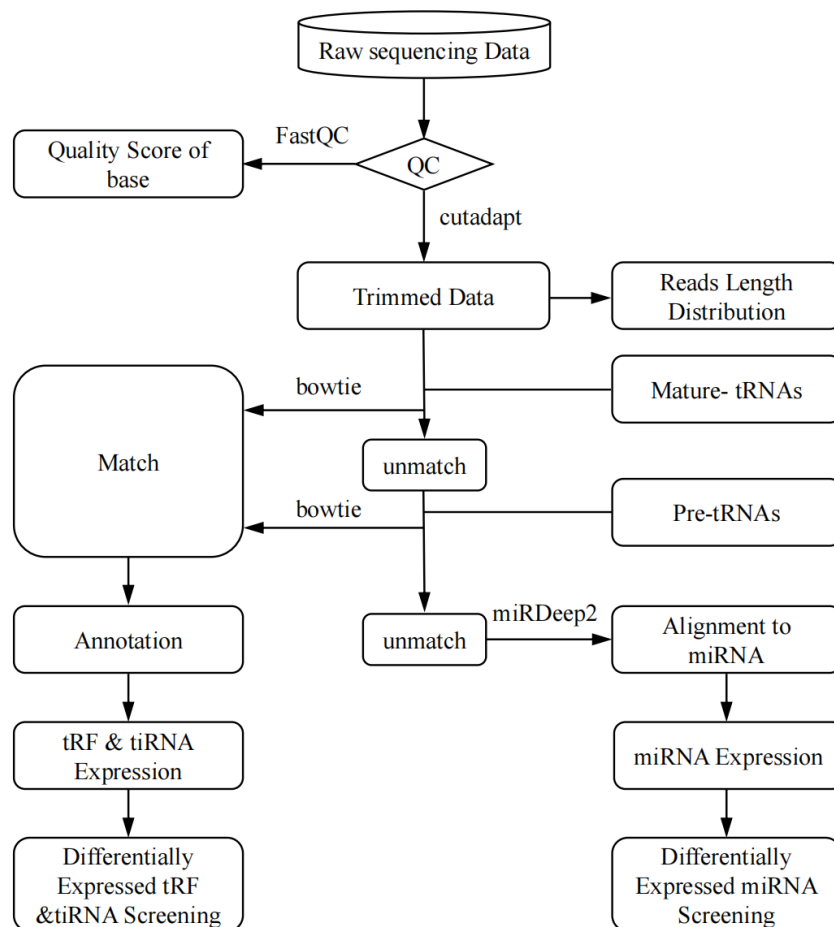 Raw sequencing Data
FastQC
Quality Score of
base
QC
cutadapt
Trimmed Data
Reads Length
Distribution
bowtie
Mature- tRNAs
Match
unmatch
bowtie
Pre-tRNAs
miRDeep2
Annotation
unmatch
Alignment to
miRNA
tRF & tiRNA
Expression
miRNA Expression
Differentially
Expressed tRF
&tiRNA Screening
Differentially
Expressed miRNA
Screening